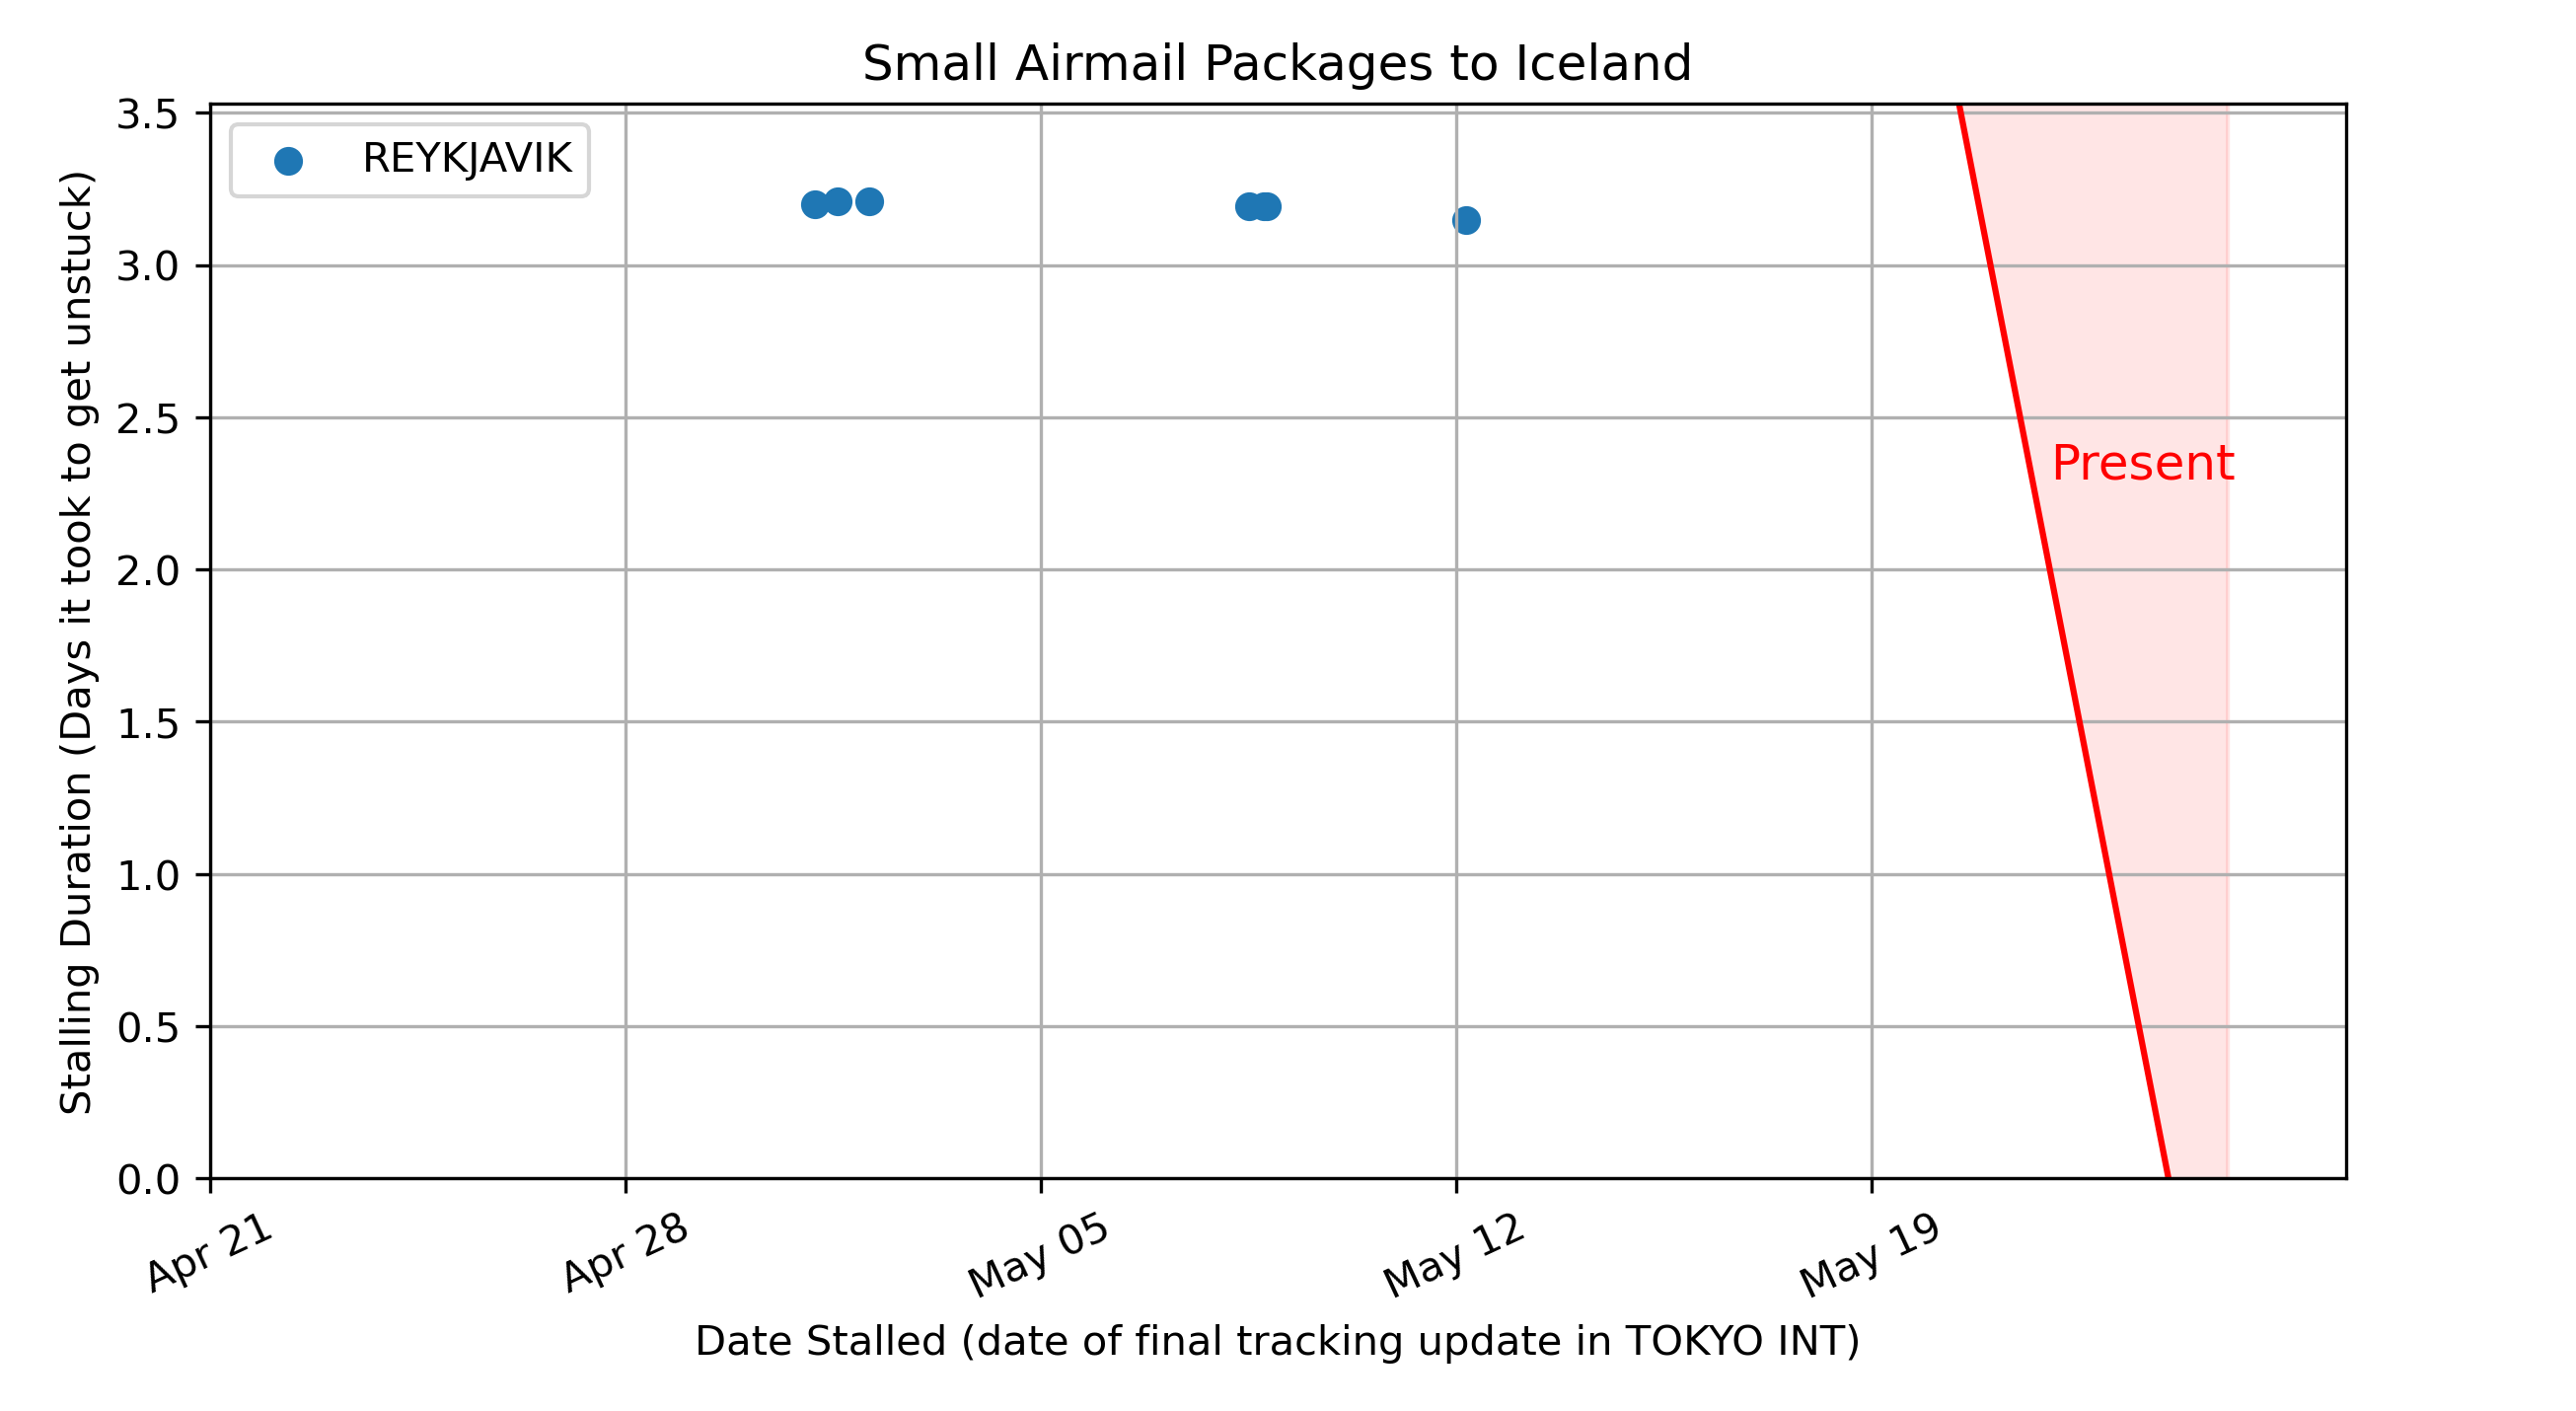 Small Airmail Packages to Iceland
REYKJAVIK
Present
Stalling Duration (Days it took to get unstuck)
3.5
3.0
2.5
2.0
1.5
1.0
0.5
0.0
Apr 21
Apr 28
May 05
May 12
May 19
Date Stalled (date of final tracking update in TOKYO INT)